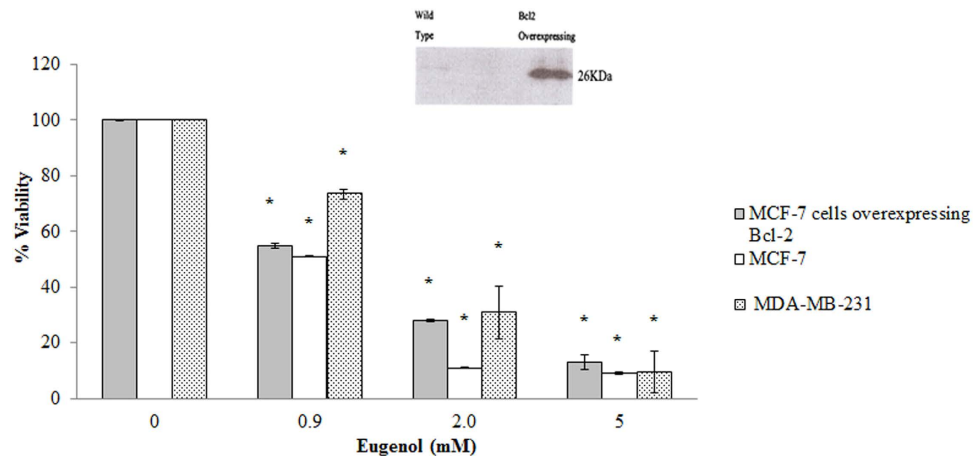 Wild
Type
Bcl2
Overexpressing
26KDa
120
100
80
60
40
20
0
% Viability
*
*
*
*
*
*
*
*
*
0
0.9
2.0
5
Eugenol (mM)
MCF-7 cells overexpressing
Bcl-2
MCF-7
MDA-MB-231